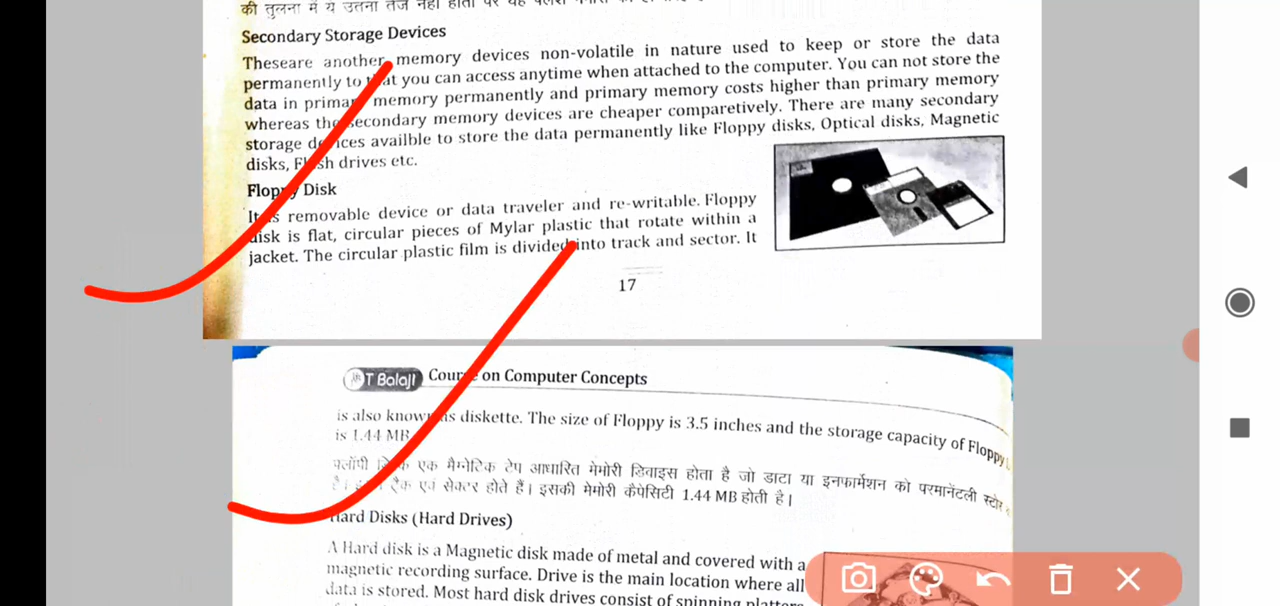 की तुलना में ये उतना तेज नहीं होता पर यह
Secondary Storage Devices
Theseare another memory devices non-volatile in nature used to keep or store the data
permanently to that you can access anytime when attached to the computer. You can not store the
data in primary memory permanently and primary memory costs higher than primary memory
whereas the secondary memory devices are cheaper comparetively. There are many secondary
storage devices availble to store the data permanently like Floppy disks, Optical disks, Magnetic
disks, Flash drives etc.
Floppy Disk
It is removable device or data traveler and re-writable. Floppy
disk is flat, circular pieces of Mylar plastic that rotate within a
jacket. The circular plastic film is divided into track and sector. It
17
T Balaji Course on Computer Concepts
is also known as diskette. The size of Floppy is 3.5 inches and the storage capacity of Floppy
is 1.44 MB
फ्लॉपी डिस्क एक मैग्नेटिक टेप आधारित मेमोरी डिवाइस होता है जो डाटा या इनफार्मेशन को परमानेंटली स्टोर
है। इसमें ट्रैक एवं सेक्टर होते हैं। इसकी मेमोरी कैपेसिटी 1.44 MB होती है।
Hard Disks (Hard Drives)
A Hard disk is a Magnetic disk made of metal and covered with a
magnetic recording surface. Drive is the main location where all
data is stored. Most hard disk drives consist of spinning platters